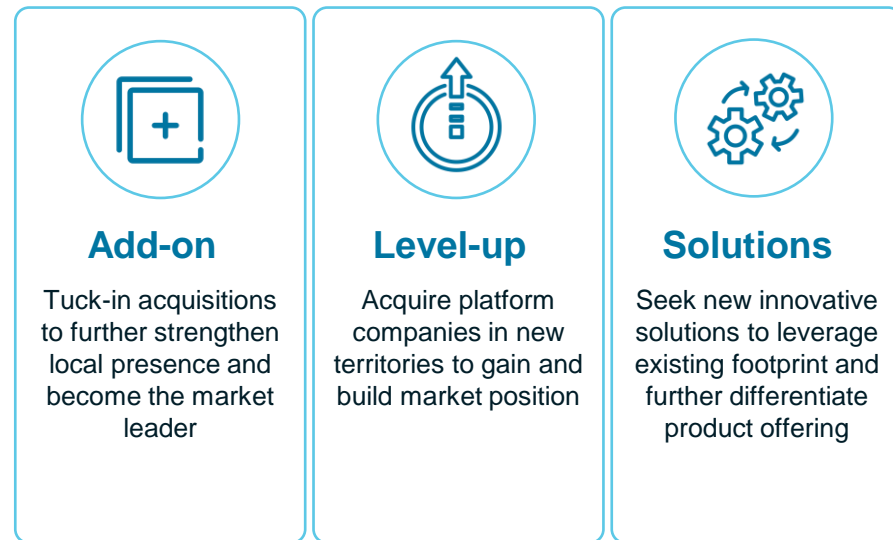 Add-on
Tuck-in acquisitions
to further strengthen
local presence and
become the market
leader
Level-up
Acquire platform
companies in new
territories to gain and
build market position
Solutions
Seek new innovative
solutions to leverage
existing footprint and
further differentiate
product offering